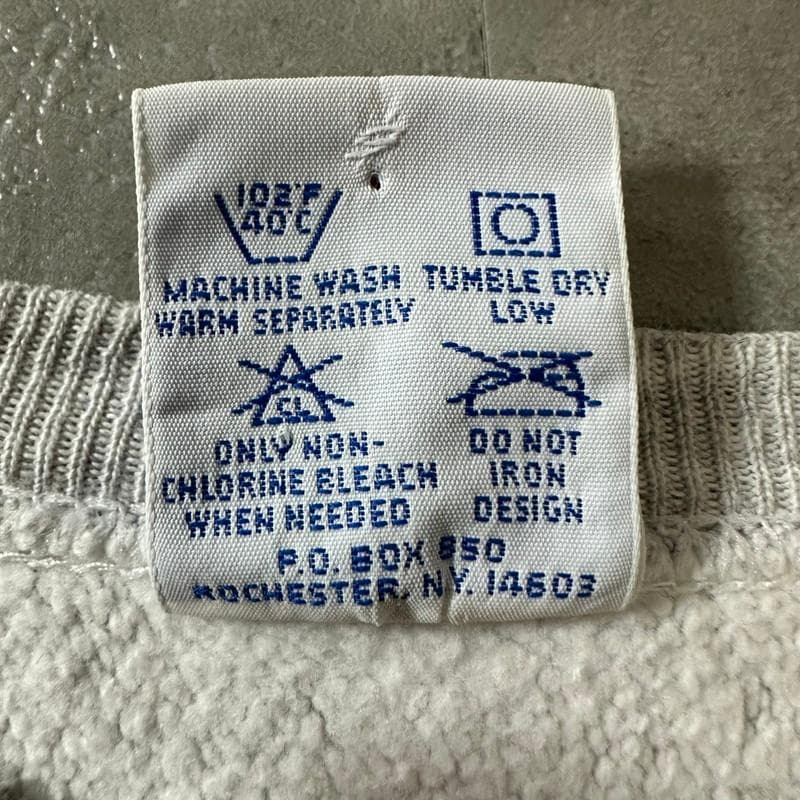 102°F
40°C
MACHINE WASH
WARM SEPARATELY
TUMBLE DRY
LOW
CL
ONLY NON-
CHLORINE BLEACH
WHEN NEEDED
DO NOT
IRON
DESIGN
P.O. BOX 850
ROCHESTER, N.Y. 14603